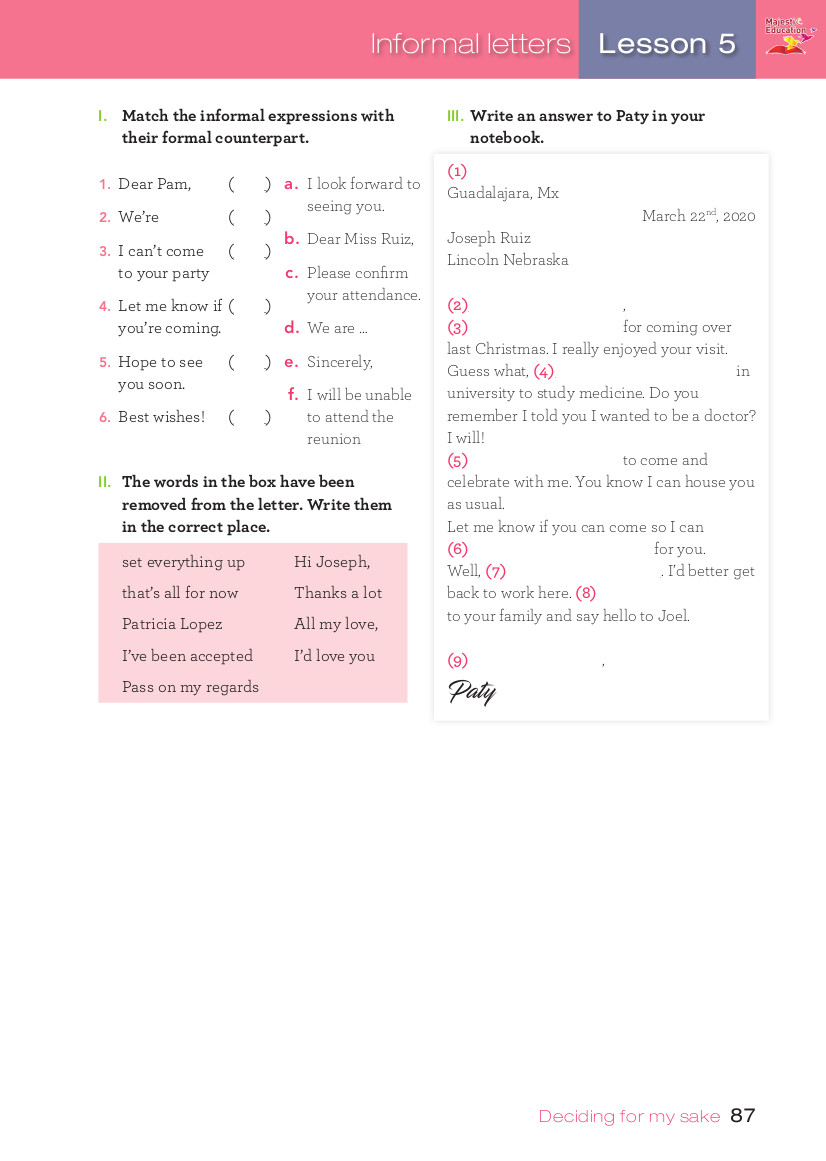 Informal letters Lesson 5
Majestic
Education
I. Match the informal expressions with
their formal counterpart.
1. Dear Pam, ( )
2. We're ( )
3. I can't come ( )
to your party
4. Let me know if ( )
you're coming.
5. Hope to see ( )
you soon.
6. Best wishes! ( )
a. I look forward to
seeing you.
b. Dear Miss Ruiz,
c. Please confirm
your attendance.
d. We are ...
e. Sincerely,
f. I will be unable
to attend the
reunion
II. The words in the box have been
removed from the letter. Write them
in the correct place.
set everything up Hi Joseph,
that's all for now Thanks a lot
Patricia Lopez All my love,
I've been accepted I'd love you
Pass on my regards
III. Write an answer to Paty in your
notebook.
(1)
Guadalajara, Mx
March 22nd, 2020
Joseph Ruiz
Lincoln Nebraska
(2) ,
(3) for coming over
last Christmas. I really enjoyed your visit.
Guess what, (4) in
university to study medicine. Do you
remember I told you I wanted to be a doctor?
I will!
(5) to come and
celebrate with me. You know I can house you
as usual.
Let me know if you can come so I can
(6) for you.
Well, (7) . I'd better get
back to work here. (8)
to your family and say hello to Joel.
(9) ,
Paty
Deciding for my sake 87